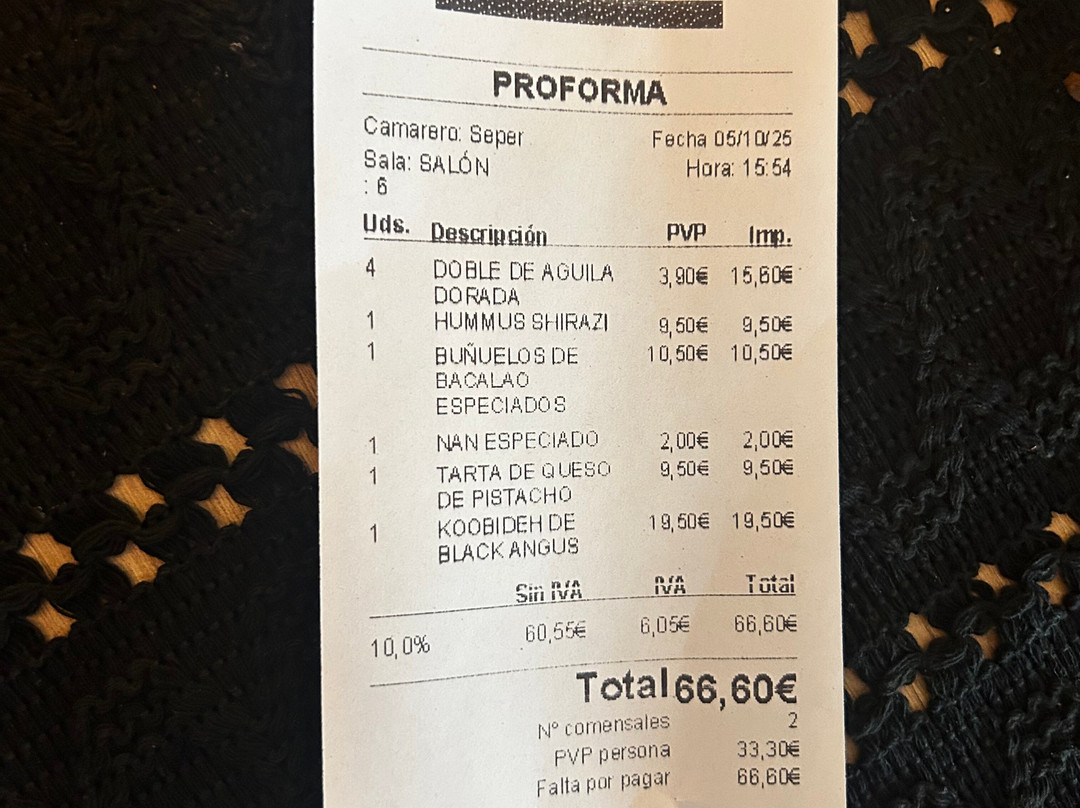 PROFORMA
Camarero: Seper Fecha 05/10/25
Sala: SALÓN Hora: 15:54
: 6
Uds. Descripción PVP Imp.
4 DOBLE DE AGUILA 3,90€ 15,60€
DORADA
1 HUMMUS SHIRAZI 9,50€ 9,50€
1 BUÑUELOS DE 10,50€ 10,50€
BACALAO
ESPECIADOS
1 NAN ESPECIADO 2,00€ 2,00€
1 TARTA DE QUESO 9,50€ 9,50€
DE PISTACHO
1 KOOBIDEH DE 19,50€ 19,50€
BLACK ANGUS
Sin IVA IVA Total
10,0% 60,55€ 6,05€ 66,60€
Total 66,60€
Nº comensales 2
PVP persona 33,30€
Falta por pagar 66,60€